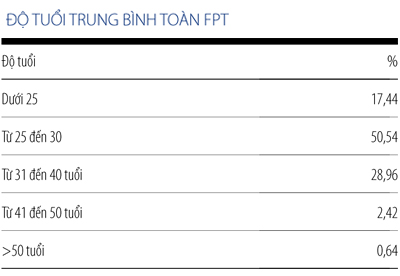 ĐỘ TUỔI TRUNG BÌNH TOÀN FPT
Độ tuổi %
Dưới 25 17,44
Từ 25 đến 30 50,54
Từ 31 đến 40 tuổi 28,96
Từ 41 đến 50 tuổi 2,42
>50 tuổi 0,64